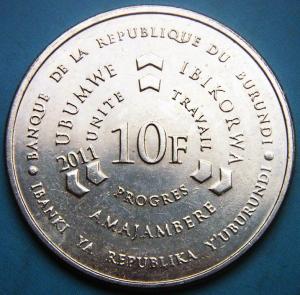 BANQUE DE LA REPUBLIQUE DU BURUNDI
UBUMWE IBIKORWA
UNITE TRAVAIL
2011
10F
PROGRES
AMAJAMBERE
IBANKI YA REPUBLIKA Y'UBURUNDI